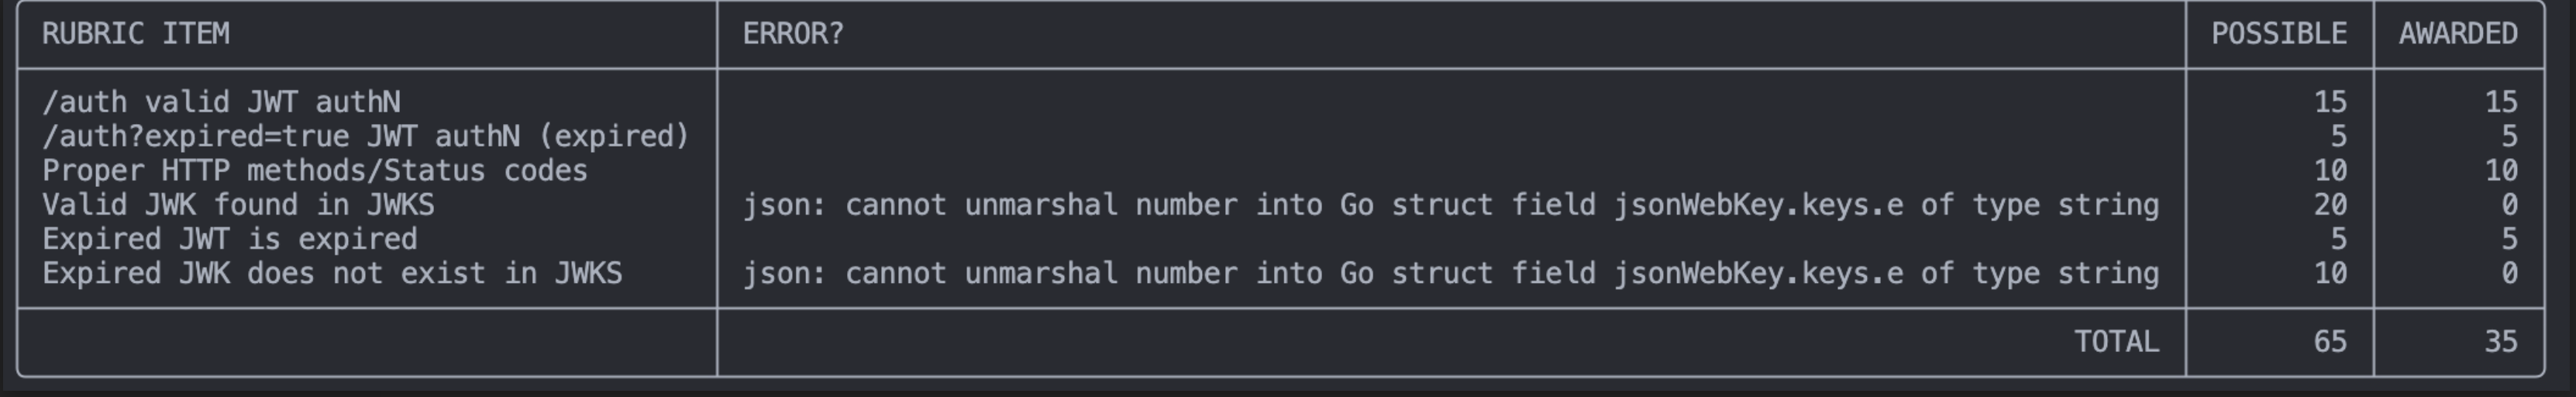 RUBRIC ITEM ERROR? POSSIBLE AWARDED
/auth valid JWT authN 15 15
/auth?expired=true JWT authN (expired) 5 5
Proper HTTP methods/Status codes 10 10
Valid JWK found in JWKS json: cannot unmarshal number into Go struct field jsonWebKey.keys.e of type string 20 0
Expired JWT is expired 5 5
Expired JWK does not exist in JWKS json: cannot unmarshal number into Go struct field jsonWebKey.keys.e of type string 10 0
TOTAL 65 35